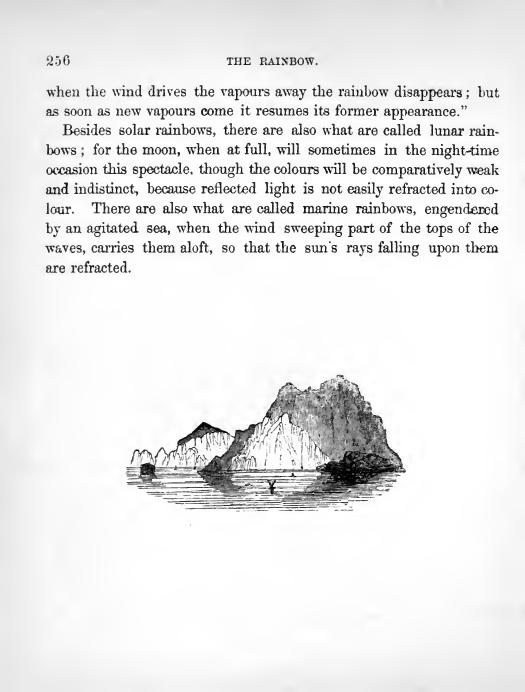 256
THE RAINBOW.
when the wind drives the vapours away the rainbow disappears; but
as soon as new vapours come it resumes its former appearance."
Besides solar rainbows, there are also what are called lunar rain-
bows; for the moon, when at full, will sometimes in the night-time
occasion this spectacle, though the colours will be comparatively weak
and indistinct, because reflected light is not easily refracted into co-
lour. There are also what are called marine rainbows, engendered
by an agitated sea, when the wind sweeping part of the tops of the
waves, carries them aloft, so that the sun's rays falling upon them
are refracted.